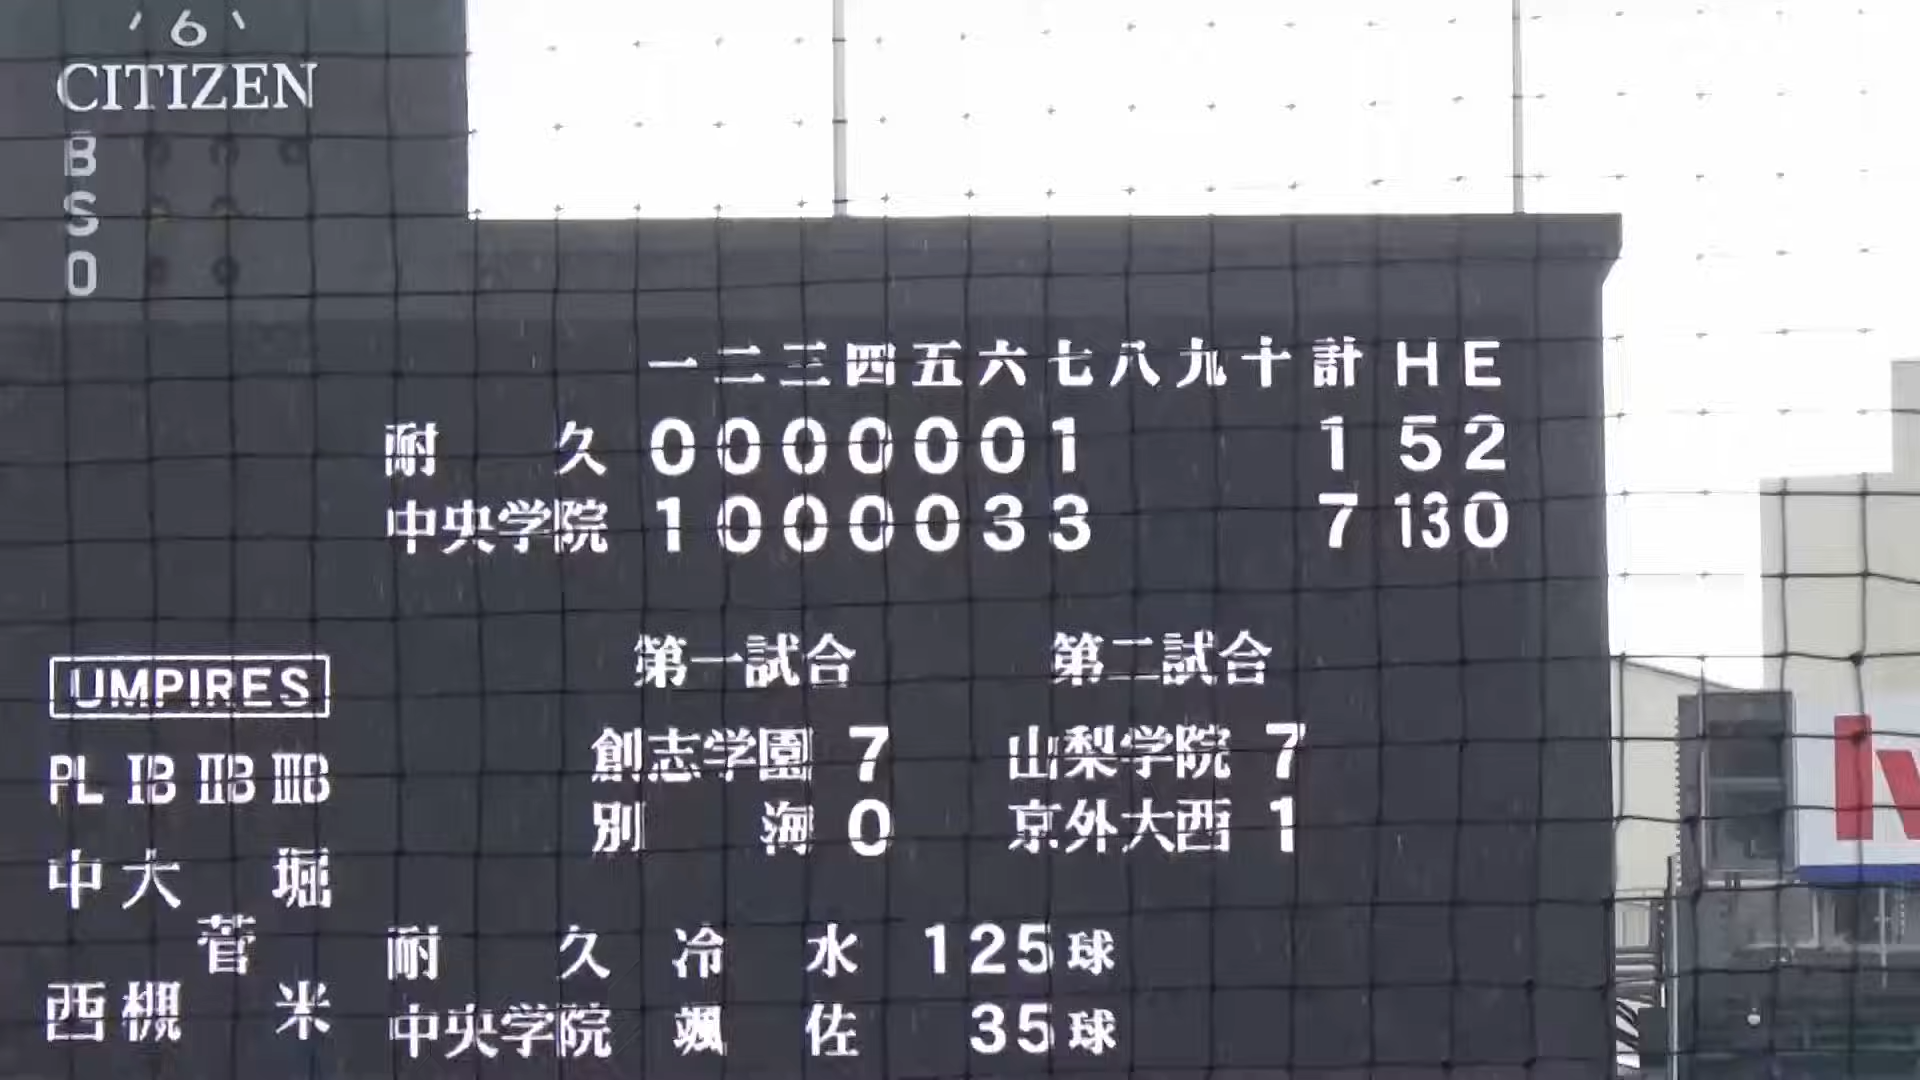 6
CITIZEN
B
S
O
一 二 三 四 五 六 七 八 九 十 計 H E
耐 久 0 0 0 0 0 0 1 1 5 2
中央学院 1 0 0 0 0 3 3 7 13 0
第一試合 第二試合
創志学園 7 山梨学院 7
別 海 0 京外大西 1
UMPIRES
PL IB IIB IIIB
中 大 堀
菅
西 槻 米
耐 久 冷 水 125球
中央学院 颯 佐 35球